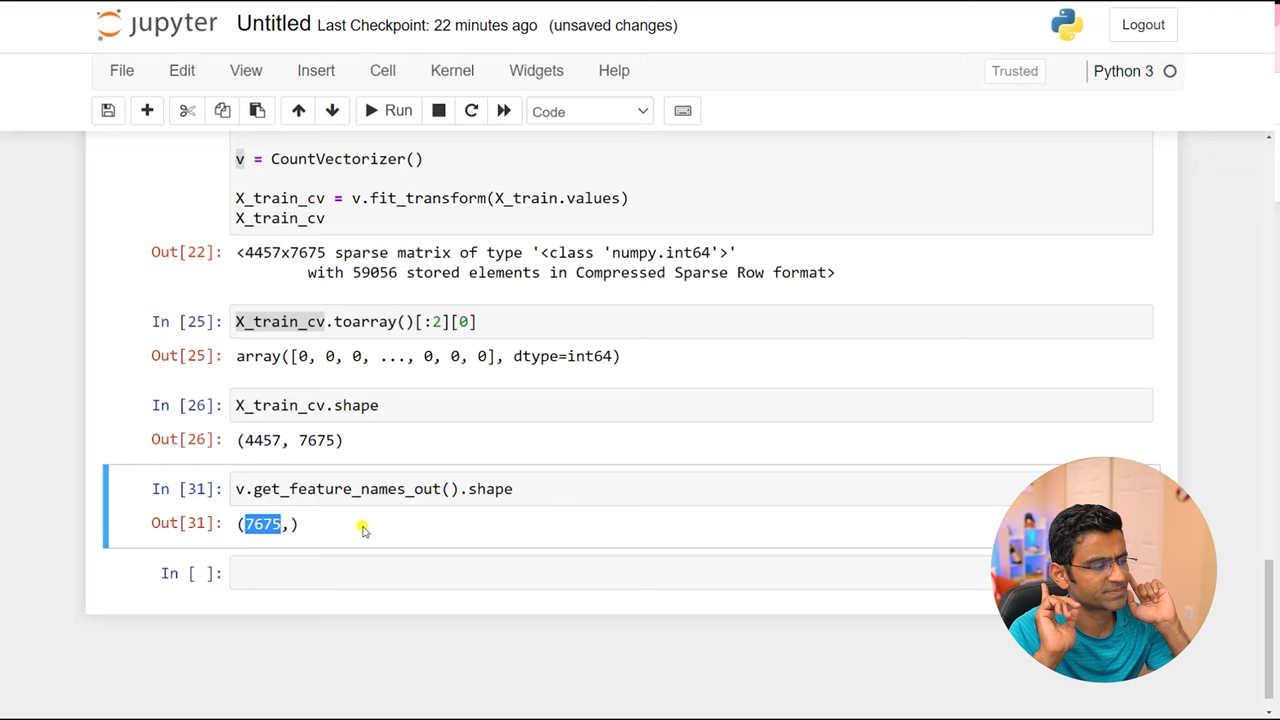 jupyter Untitled Last Checkpoint: 22 minutes ago (unsaved changes) Logout
File Edit View Insert Cell Kernel Widgets Help Trusted Python 3
Run Code
v = CountVectorizer()
X_train_cv = v.fit_transform(X_train.values)
X_train_cv
Out[22]: <4457x7675 sparse matrix of type '<class 'numpy.int64'>'
with 59056 stored elements in Compressed Sparse Row format>
In [25]: X_train_cv.toarray()[:2][0]
Out[25]: array([0, 0, 0, ..., 0, 0, 0], dtype=int64)
In [26]: X_train_cv.shape
Out[26]: (4457, 7675)
In [31]: v.get_feature_names_out().shape
Out[31]: (7675,)
In [ ]: